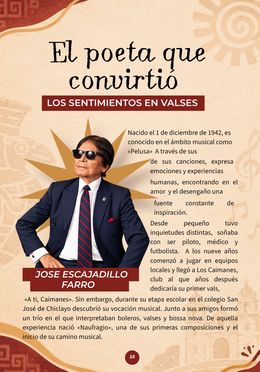 El poeta que
convirtió
LOS SENTIMIENTOS EN VALSES
Nacido el 1 de diciembre de 1942, es
conocido en el ámbito musical como
«Pelusa» A través de sus
de sus canciones, expresa
emociones y experiencias
humanas, encontrando en el
amor y el desengaño una
fuente constante de
inspiración.
Desde pequeño tuvo
inquietudes distintas, soñaba
con ser piloto, médico y
futbolista. A los nueve años
comenzó a jugar en equipos
locales y llegó a Los Caimanes,
club al que años después
dedicaría su primer vals,
JOSE ESCAJADILLO
FARRO
«A ti, Caimanes». Sin embargo, durante su etapa escolar en el colegio San
José de Chiclayo descubrió su vocación musical. Junto a sus amigos formó
un trío en el que interpretaban boleros, valses y bossa nova. De aquella
experiencia nació «Naufragio», una de sus primeras composiciones y el
inicio de su camino musical.
10